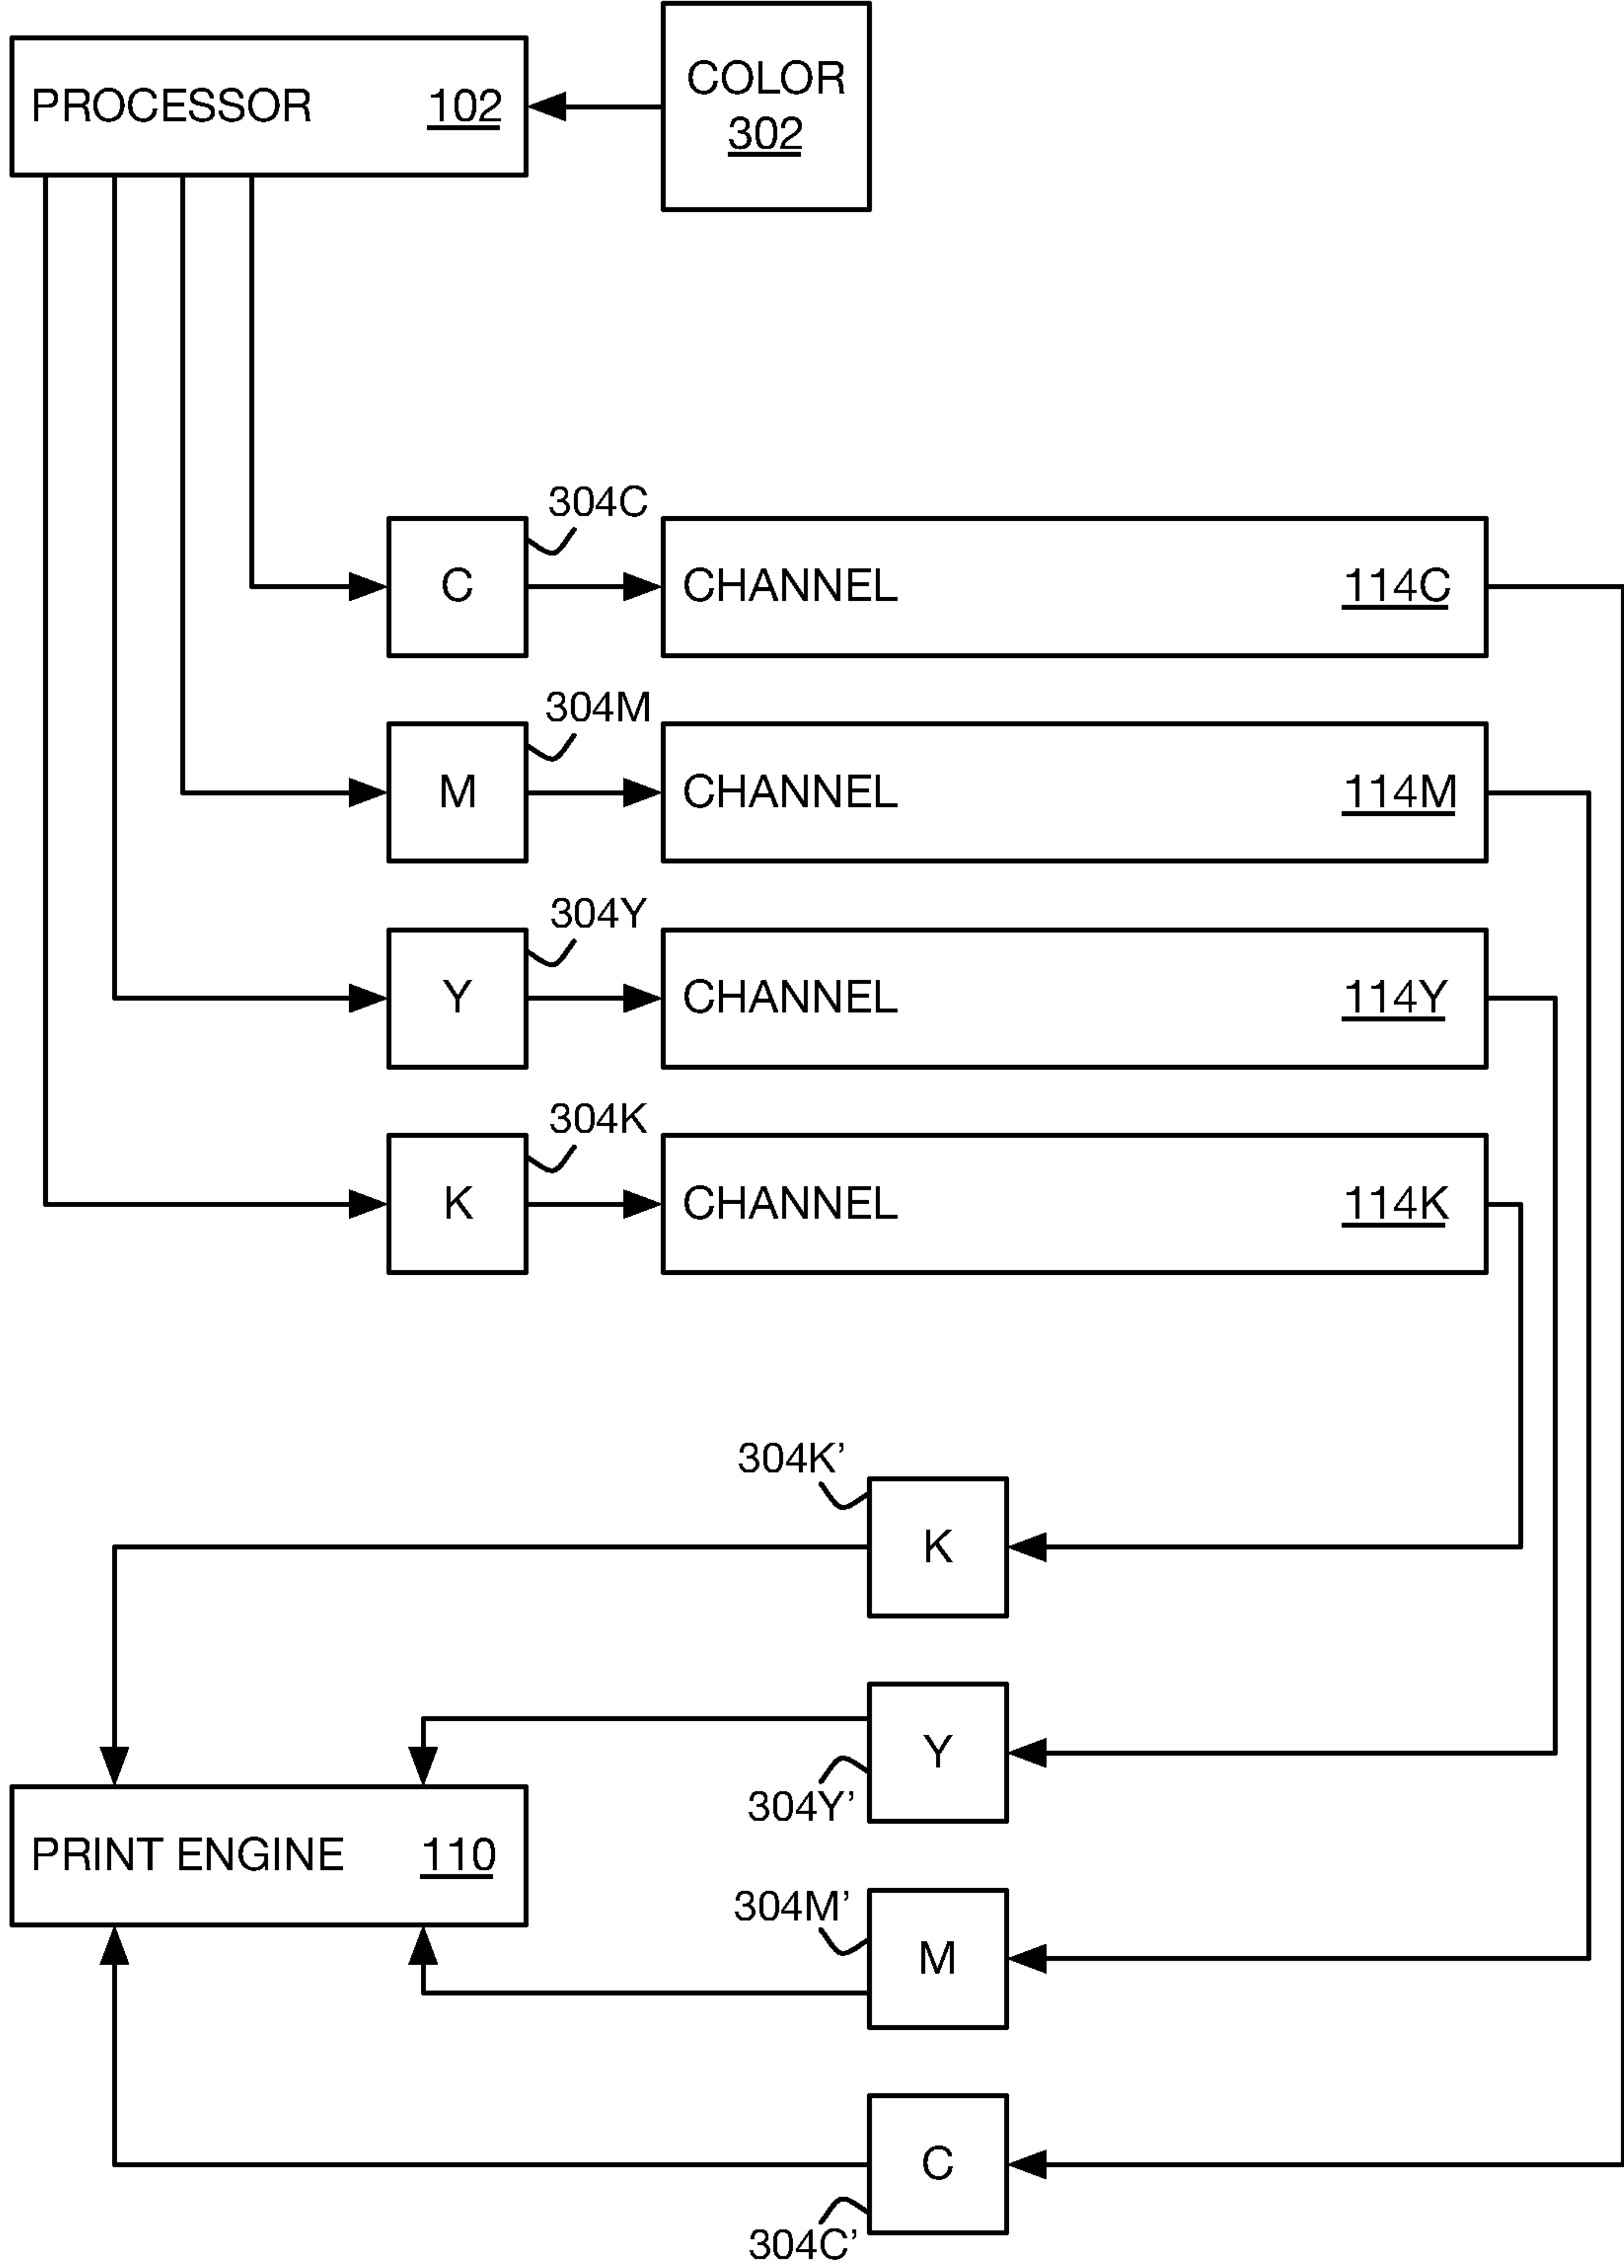 PROCESSOR 102
COLOR
302
304C
C
CHANNEL 114C
304M
M
CHANNEL 114M
304Y
Y
CHANNEL 114Y
304K
K
CHANNEL 114K
304K’
K
Y
304Y’
PRINT ENGINE 110
304M’
M
C
304C’